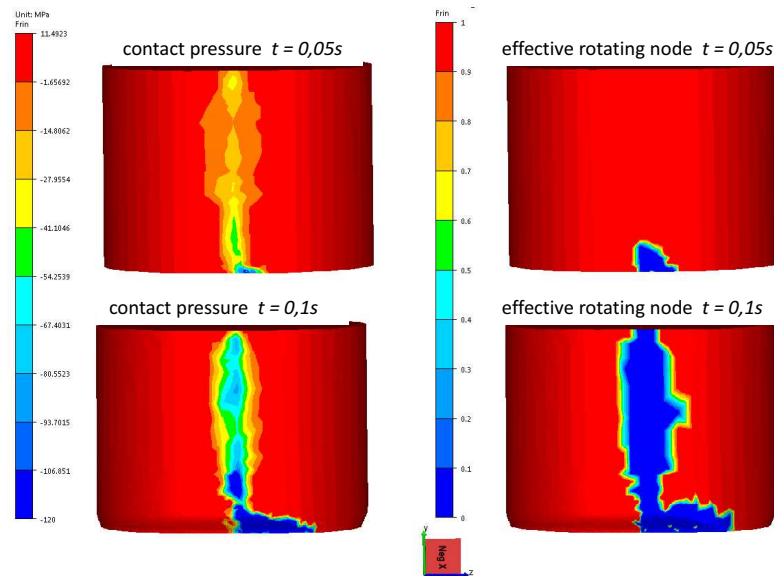 Unit: MPa
Frin
11.4923
-1.65692
-14.8062
-27.9554
-41.1046
-54.2539
-67.4031
-80.5523
-93.7015
-106.851
-120
contact pressure t = 0,05s
contact pressure t = 0,1s
Frin
1
0.9
0.8
0.7
0.6
0.5
0.4
0.3
0.2
0.1
0
z
effective rotating node t = 0,05s
effective rotating node t = 0,1s
y
Neg X
z